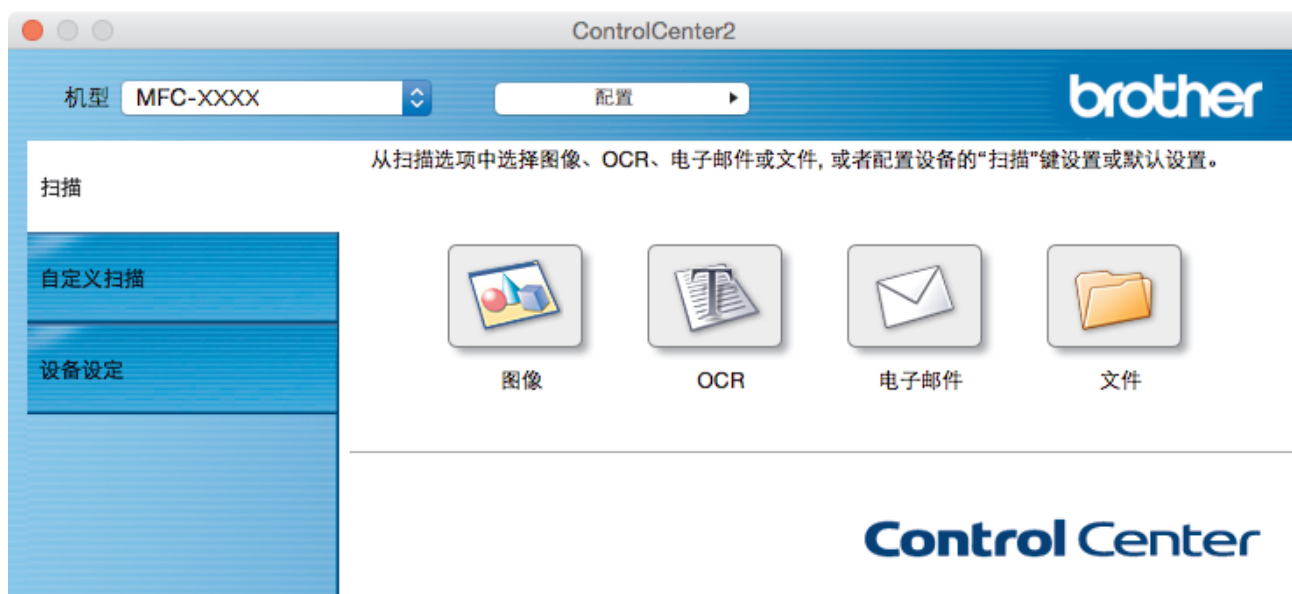 ControlCenter2
机型 MFC-XXXX 配置 brother
从扫描选项中选择图像、OCR、电子邮件或文件, 或者配置设备的“扫描”键设置或默认设置。
扫描
自定义扫描
设备设定
图像 OCR 电子邮件 文件
Control Center